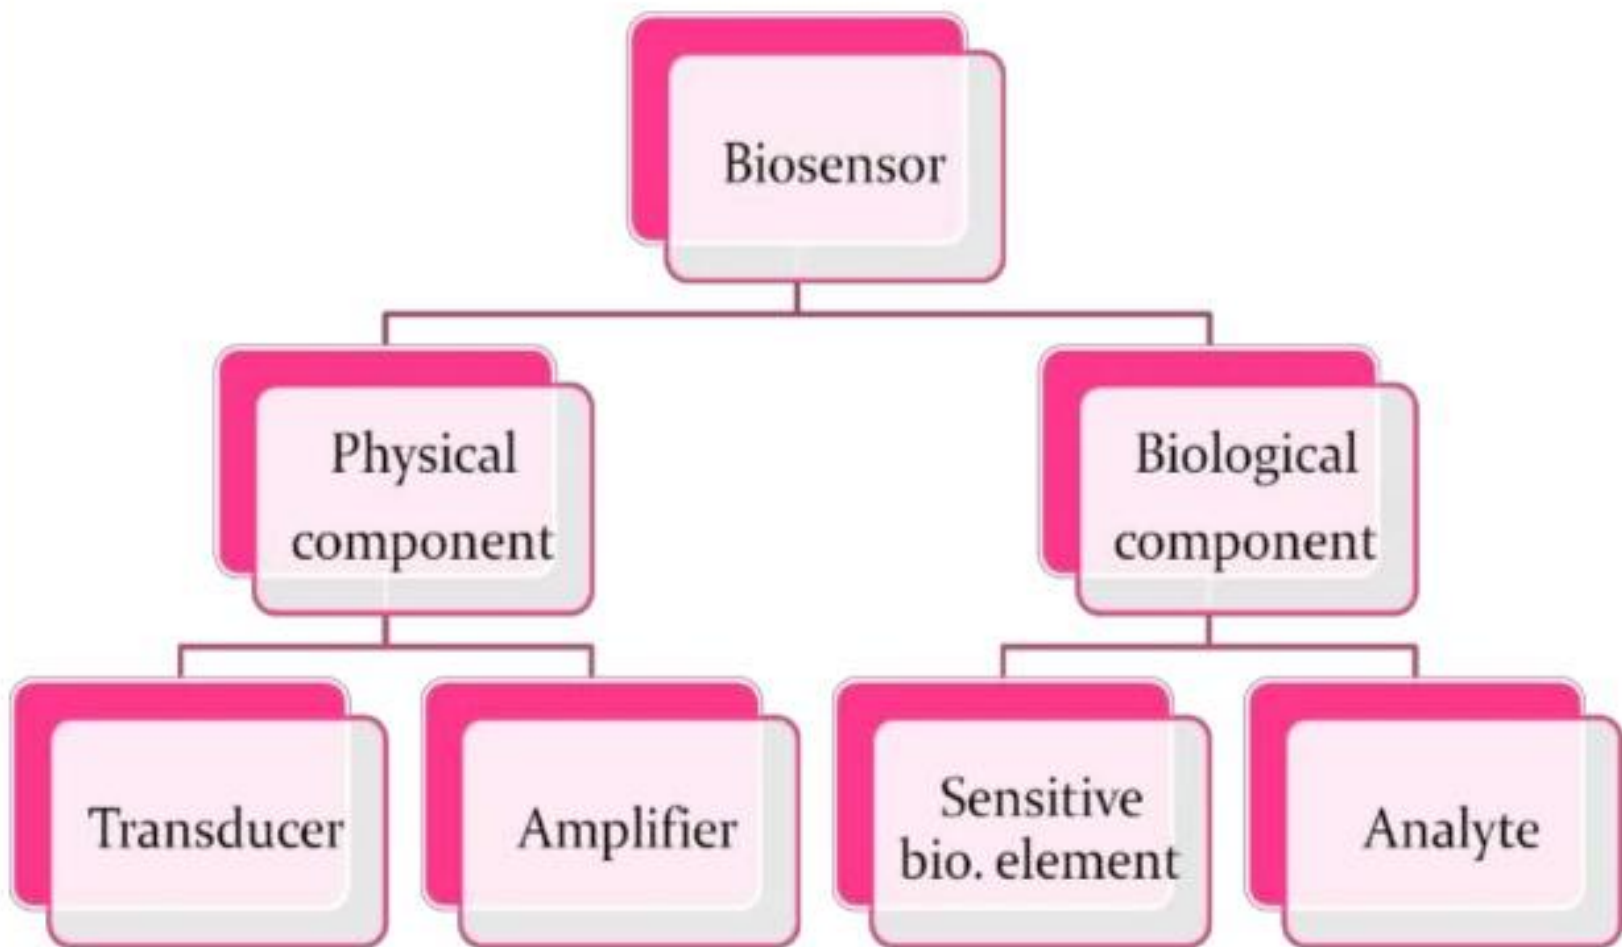 Biosensor
Physical
component
Biological
component
Transducer
Amplifier
Sensitive
bio. element
Analyte